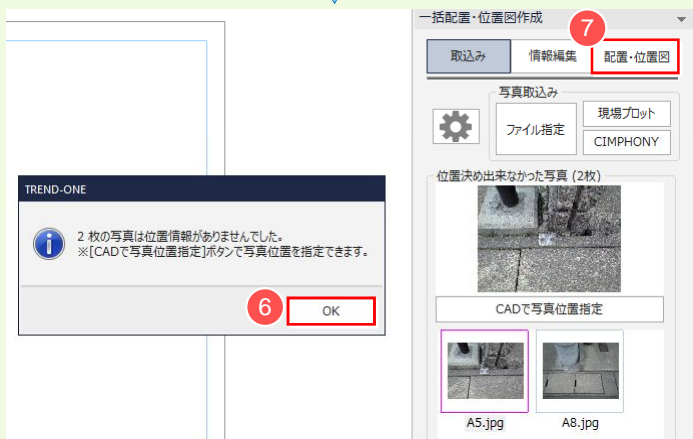 一括配置・位置図作成
7
取込み
情報編集
配置・位置図
写真取込み
ファイル指定
現場プロット
CIMPHONY
位置決め出来なかった写真 (2枚)
TREND-ONE
2 枚の写真は位置情報がありませんでした。
※[CADで写真位置指定]ボタンで写真位置を指定できます。
6
OK
CADで写真位置指定
A5.jpg
A8.jpg